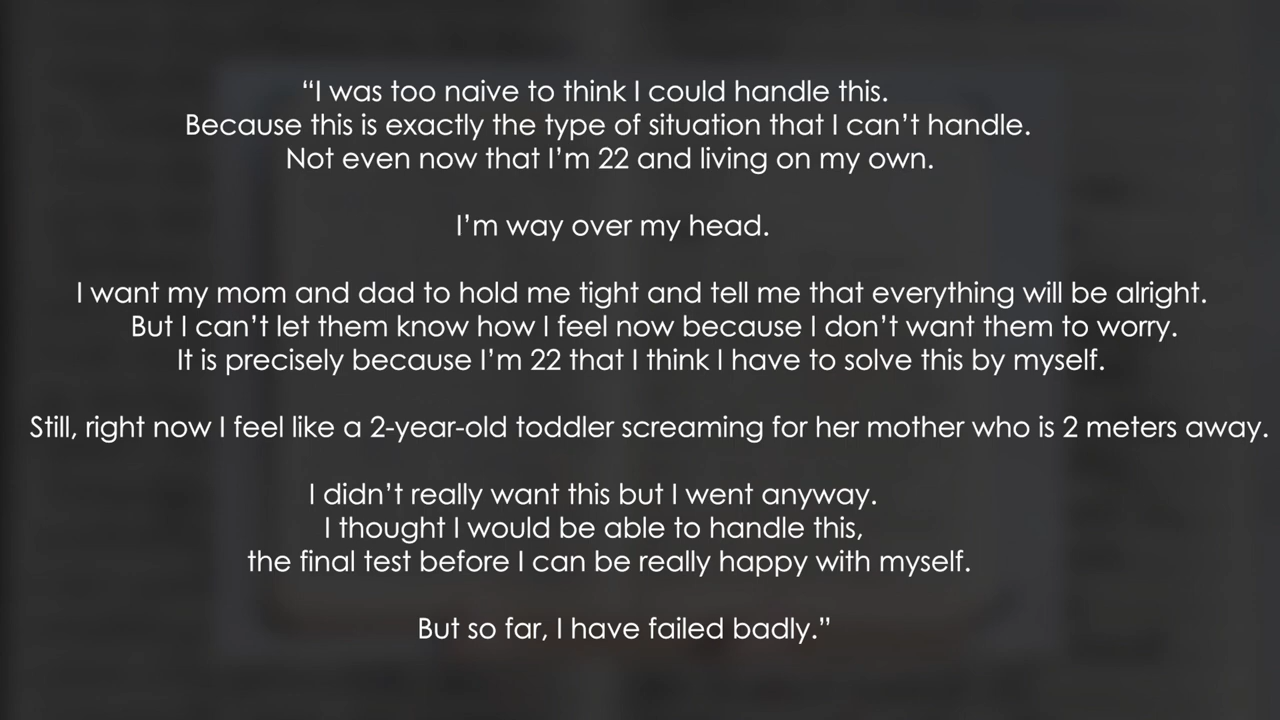 “I was too naive to think I could handle this.
Because this is exactly the type of situation that I can’t handle.
Not even now that I’m 22 and living on my own.
I’m way over my head.
I want my mom and dad to hold me tight and tell me that everything will be alright.
But I can’t let them know how I feel now because I don’t want them to worry.
It is precisely because I’m 22 that I think I have to solve this by myself.
Still, right now I feel like a 2-year-old toddler screaming for her mother who is 2 meters away.
I didn’t really want this but I went anyway.
I thought I would be able to handle this,
the final test before I can be really happy with myself.
But so far, I have failed badly.”